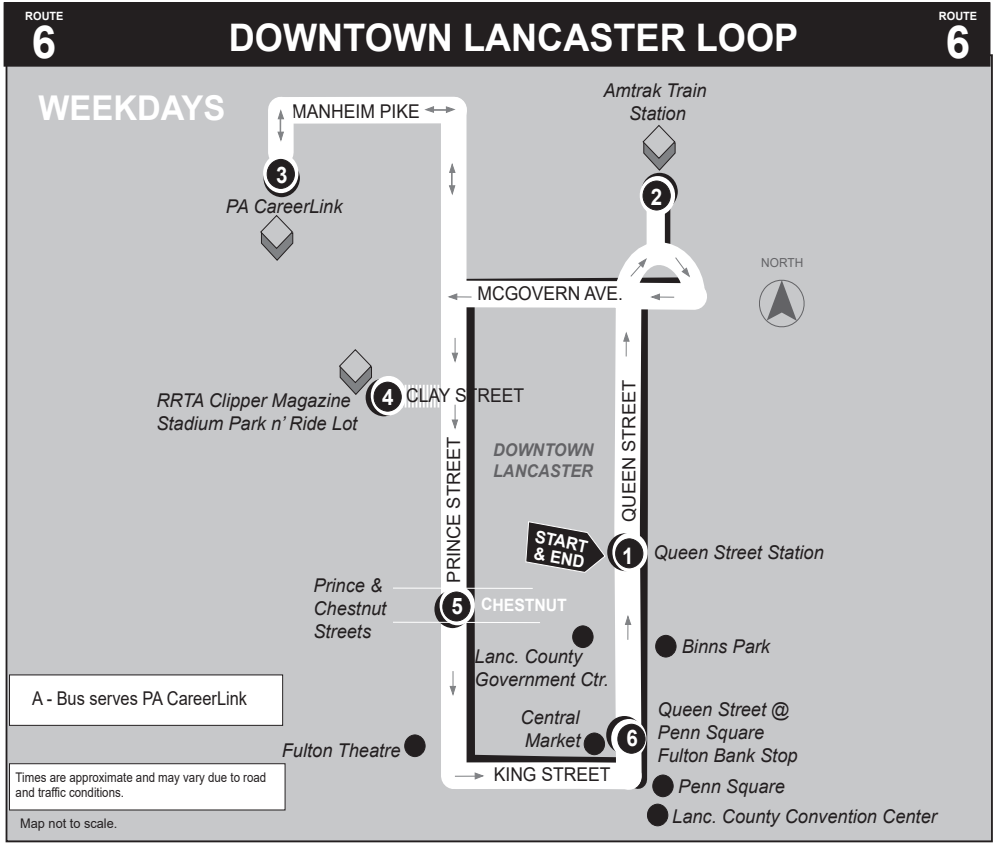 ROUTE
6
DOWNTOWN LANCASTER LOOP
ROUTE
6
WEEKDAYS
MANHEIM PIKE
Amtrak Train
Station
3
PA CareerLink
2
NORTH
MCGOVERN AVE.
4
CLAY STREET
RRTA Clipper Magazine
Stadium Park n' Ride Lot
DOWNTOWN
LANCASTER
PRINCE STREET
QUEEN STREET
START
& END
1
Queen Street Station
Prince &
Chestnut
Streets
5
CHESTNUT
Lanc. County
Government Ctr.
Binns Park
A - Bus serves PA CareerLink
Central
Market
6
Queen Street @
Penn Square
Fulton Bank Stop
Fulton Theatre
KING STREET
Penn Square
Lanc. County Convention Center
Times are approximate and may vary due to road
and traffic conditions.
Map not to scale.